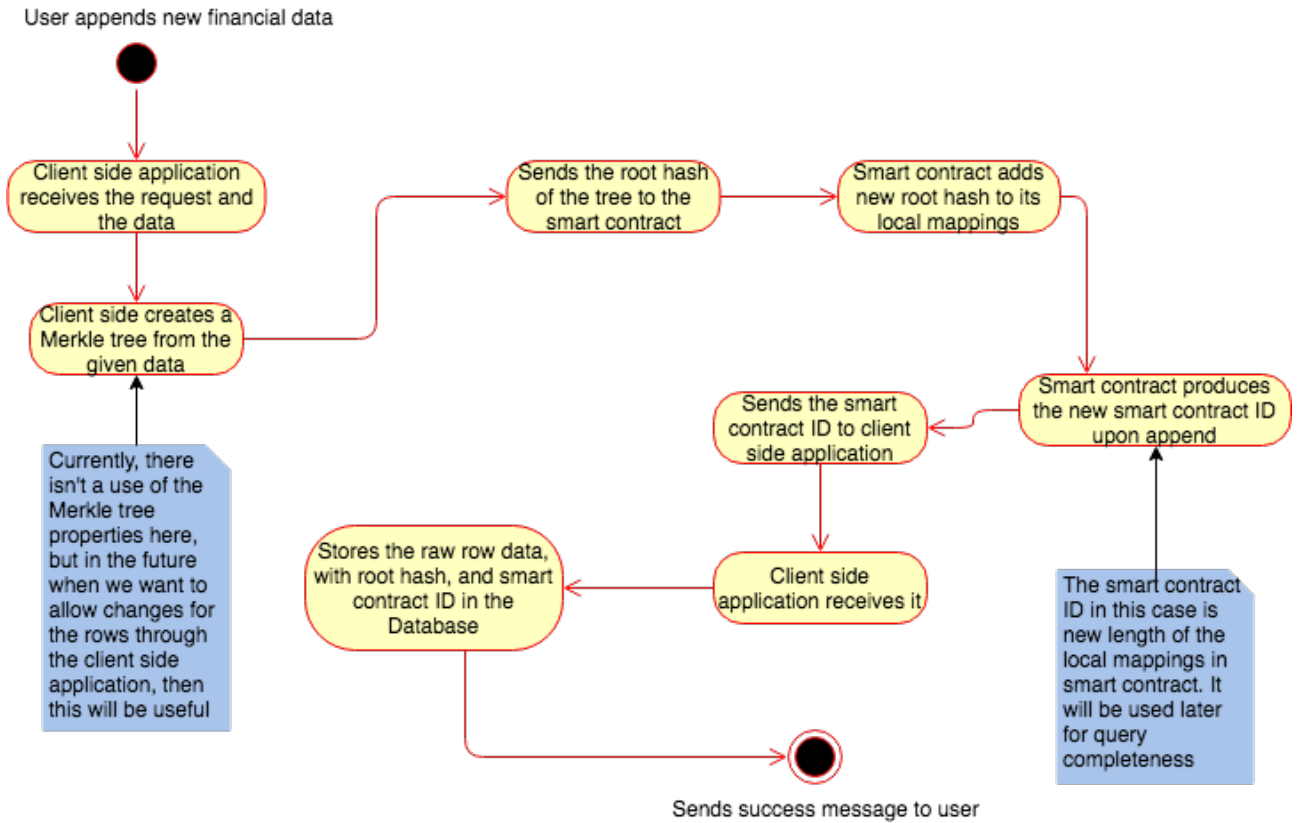 User appends new financial data
Client side application
receives the request and
the data
Client side creates a
Merkle tree from the
given data
Currently, there
isn't a use of the
Merkle tree
properties here,
but in the future
when we want to
allow changes for
the rows through
the client side
application, then
this will be useful
Sends the root hash
of the tree to the
smart contract
Smart contract adds
new root hash to its
local mappings
Smart contract produces
the new smart contract ID
upon append
The smart contract
ID in this case is
new length of the
local mappings in
smart contract. It
will be used later
for query
completeness
Sends the smart
contract ID to client
side application
Client side
application receives it
Stores the raw row data,
with root hash, and smart
contract ID in the
Database
Sends success message to user